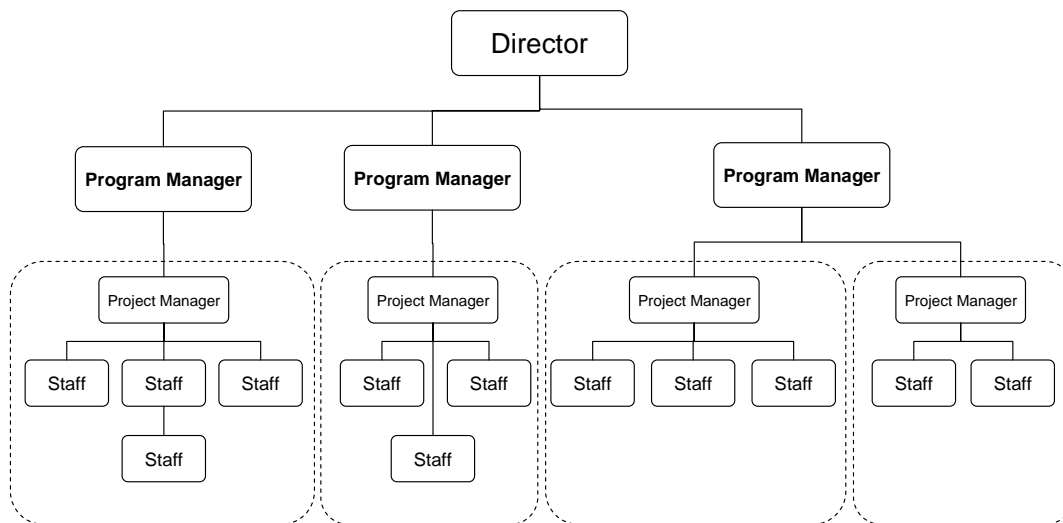 Director
Program Manager
Program Manager
Program Manager
Project Manager
Project Manager
Project Manager
Project Manager
Staff
Staff
Staff
Staff
Staff
Staff
Staff
Staff
Staff
Staff
Staff
Staff